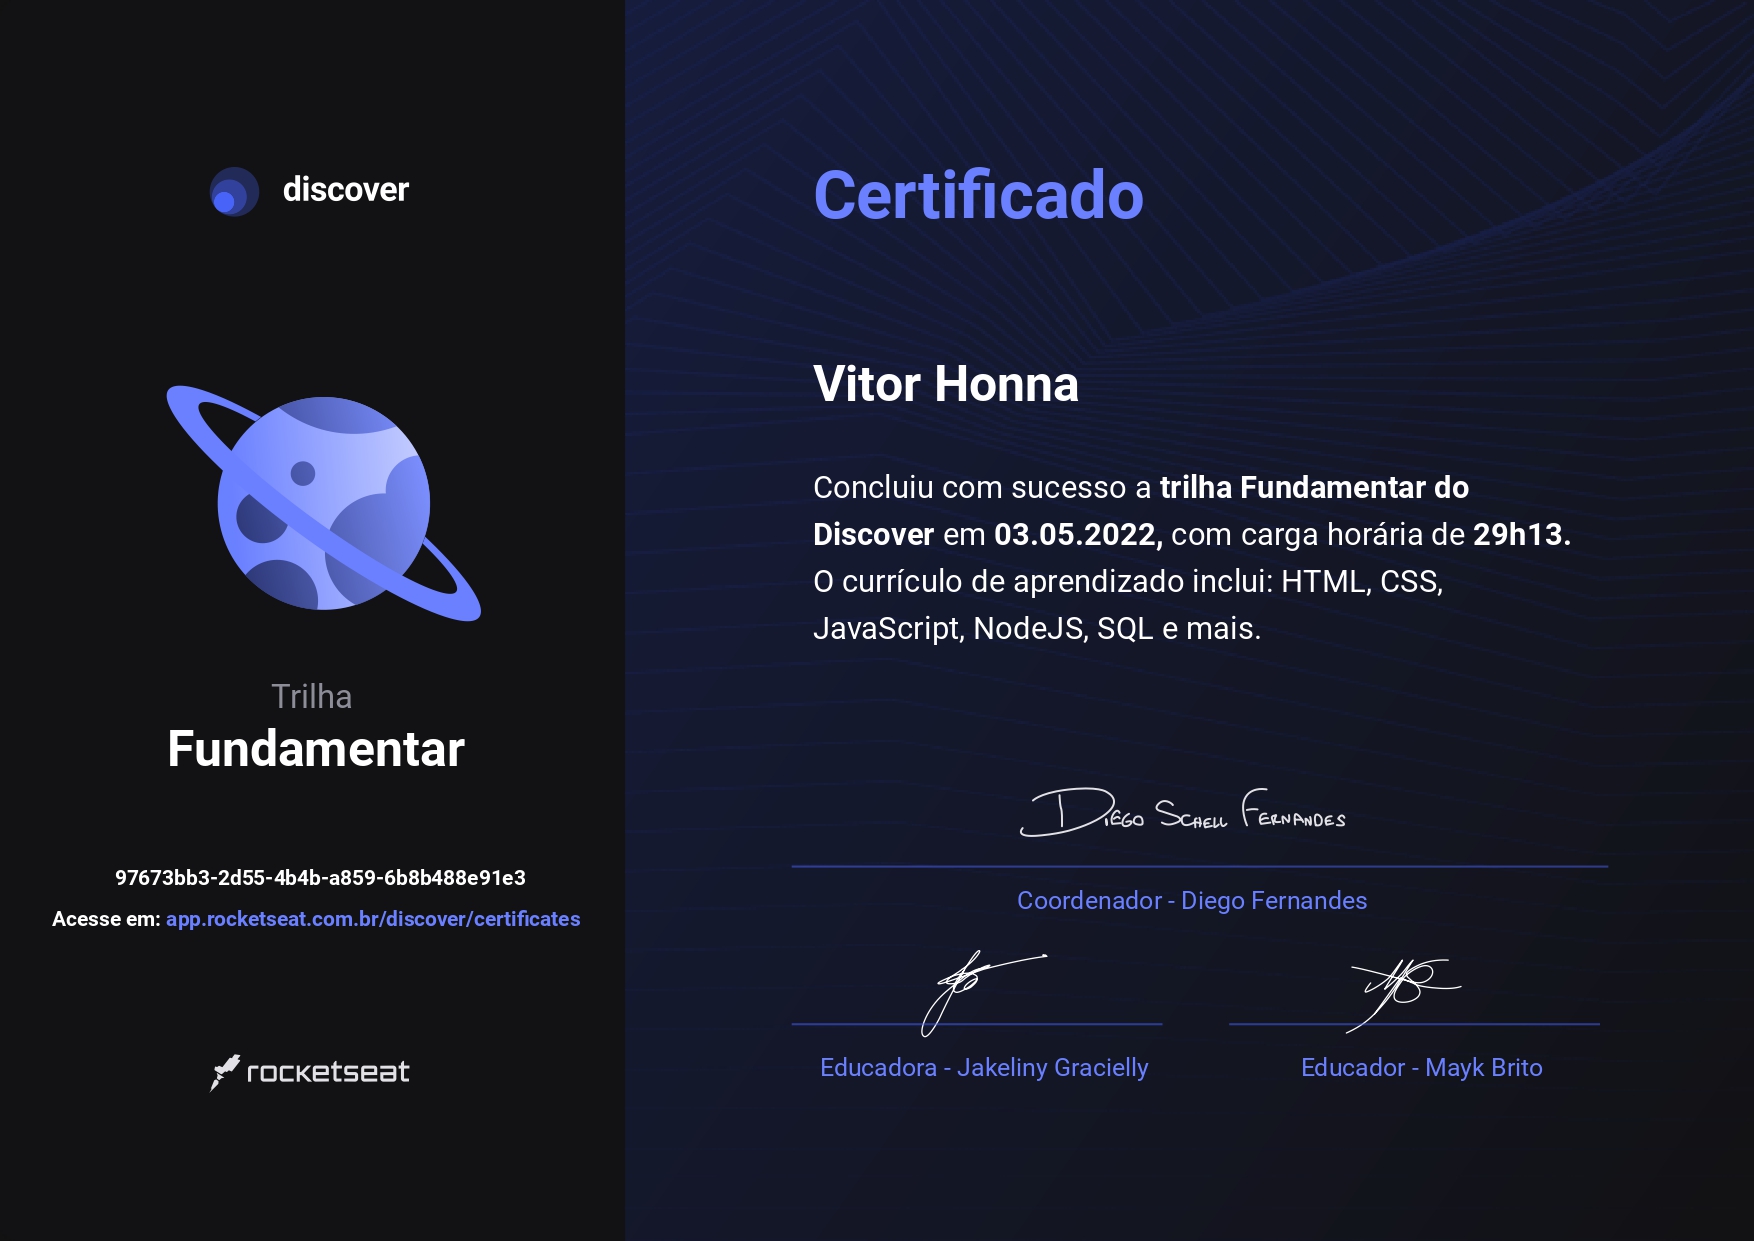 discover
Trilha
Fundamentar
97673bb3-2d55-4b4b-a859-6b8b488e91e3
Acesse em: app.rocketseat.com.br/discover/certificates
rocketseat
Certificado
Vitor Honna
Concluiu com sucesso a trilha Fundamentar do
Discover em 03.05.2022, com carga horária de 29h13.
O currículo de aprendizado inclui: HTML, CSS,
JavaScript, NodeJS, SQL e mais.
Diego Schell Fernandes
Coordenador - Diego Fernandes
Educadora - Jakeliny Gracielly
Educador - Mayk Brito